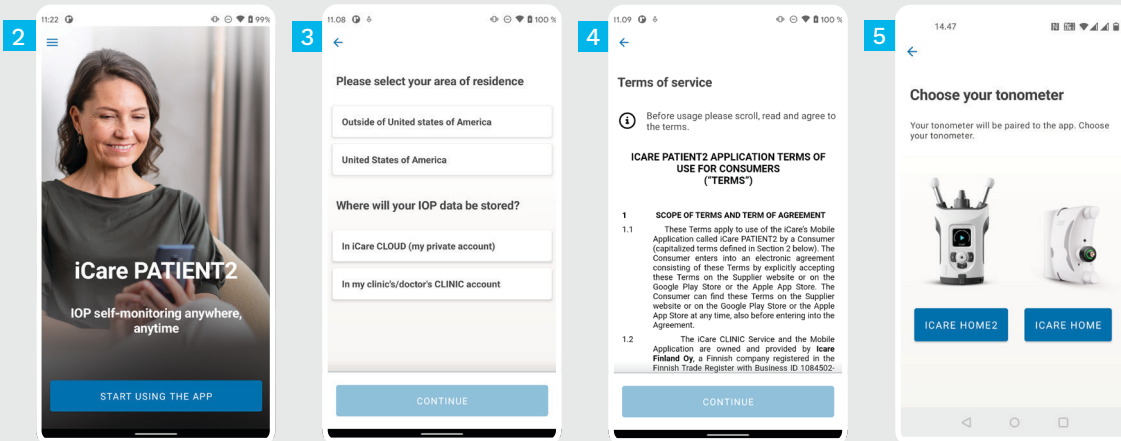 2
11:22
99%
iCare PATIENT2
IOP self-monitoring anywhere,
anytime
START USING THE APP
3
11.08
100 %
Please select your area of residence
Outside of United states of America
United States of America
Where will your IOP data be stored?
In iCare CLOUD (my private account)
In my clinic's/doctor's CLINIC account
CONTINUE
4
11.09
100 %
Terms of service
Before usage please scroll, read and agree to
the terms.
ICARE PATIENT2 APPLICATION TERMS OF
USE FOR CONSUMERS
("TERMS")
1 SCOPE OF TERMS AND TERM OF AGREEMENT
1.1 These Terms apply to use of the iCare's Mobile
Application called iCare PATIENT2 by a Consumer
(capitalized terms defined in Section 2 below). The
Consumer enters into an electronic agreement
consisting of these Terms by explicitly accepting
these Terms on the Supplier website or on the
Google Play Store or the Apple App Store. The
Consumer can find these Terms on the Supplier
website or on the Google Play Store or the Apple
App Store at any time, also before entering into the
Agreement.
1.2 The iCare CLINIC Service and the Mobile
Application are owned and provided by Icare
Finland Oy, a Finnish company registered in the
Finnish Trade Register with Business ID 1084502-
CONTINUE
5
14.47
Choose your tonometer
Your tonometer will be paired to the app. Choose
your tonometer.
ICARE HOME2
ICARE HOME